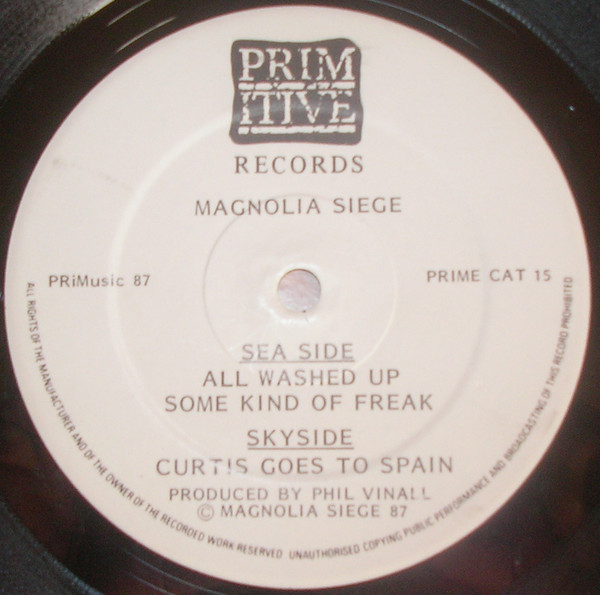 PRIM
ITIVE
RECORDS
MAGNOLIA SIEGE
PRiMusic 87
PRIME CAT 15
SEA SIDE
ALL WASHED UP
SOME KIND OF FREAK
SKYSIDE
CURTIS GOES TO SPAIN
PRODUCED BY PHIL VINALL
© MAGNOLIA SIEGE 87
ALL RIGHTS OF THE MANUFACTURER AND OF THE OWNER OF THE RECORDED WORK RESERVED UNAUTHORISED COPYING PUBLIC PERFORMANCE AND BROADCASTING OF THIS RECORD PROHIBITED